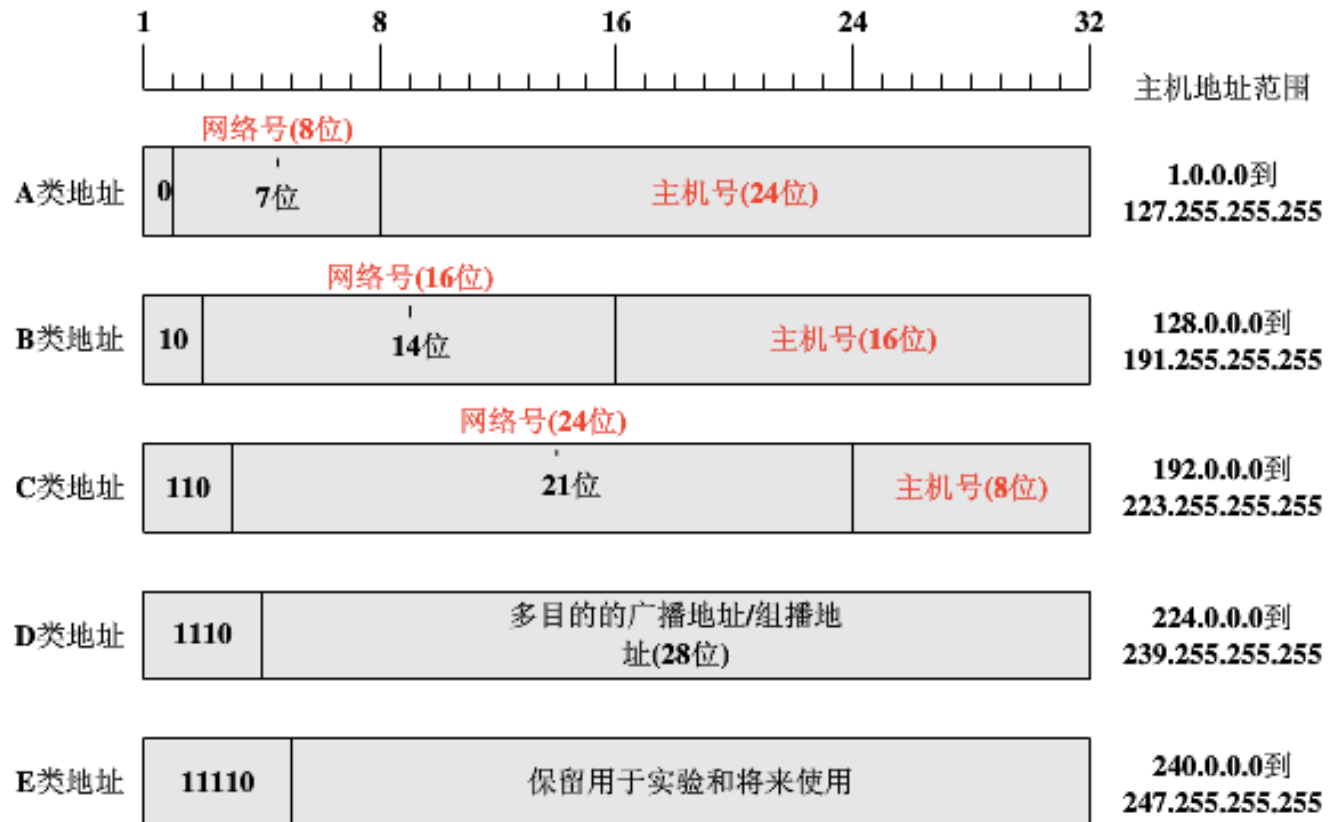 1 8 16 24 32
主机地址范围
网络号(8位)
A类地址 0 7位 主机号(24位) 1.0.0.0到
127.255.255.255
网络号(16位)
B类地址 10 14位 主机号(16位) 128.0.0.0到
191.255.255.255
网络号(24位)
C类地址 110 21位 主机号(8位) 192.0.0.0到
223.255.255.255
D类地址 1110 多目的的广播地址/组播地 224.0.0.0到
址(28位) 239.255.255.255
E类地址 11110 保留用于实验和将来使用 240.0.0.0到
247.255.255.255